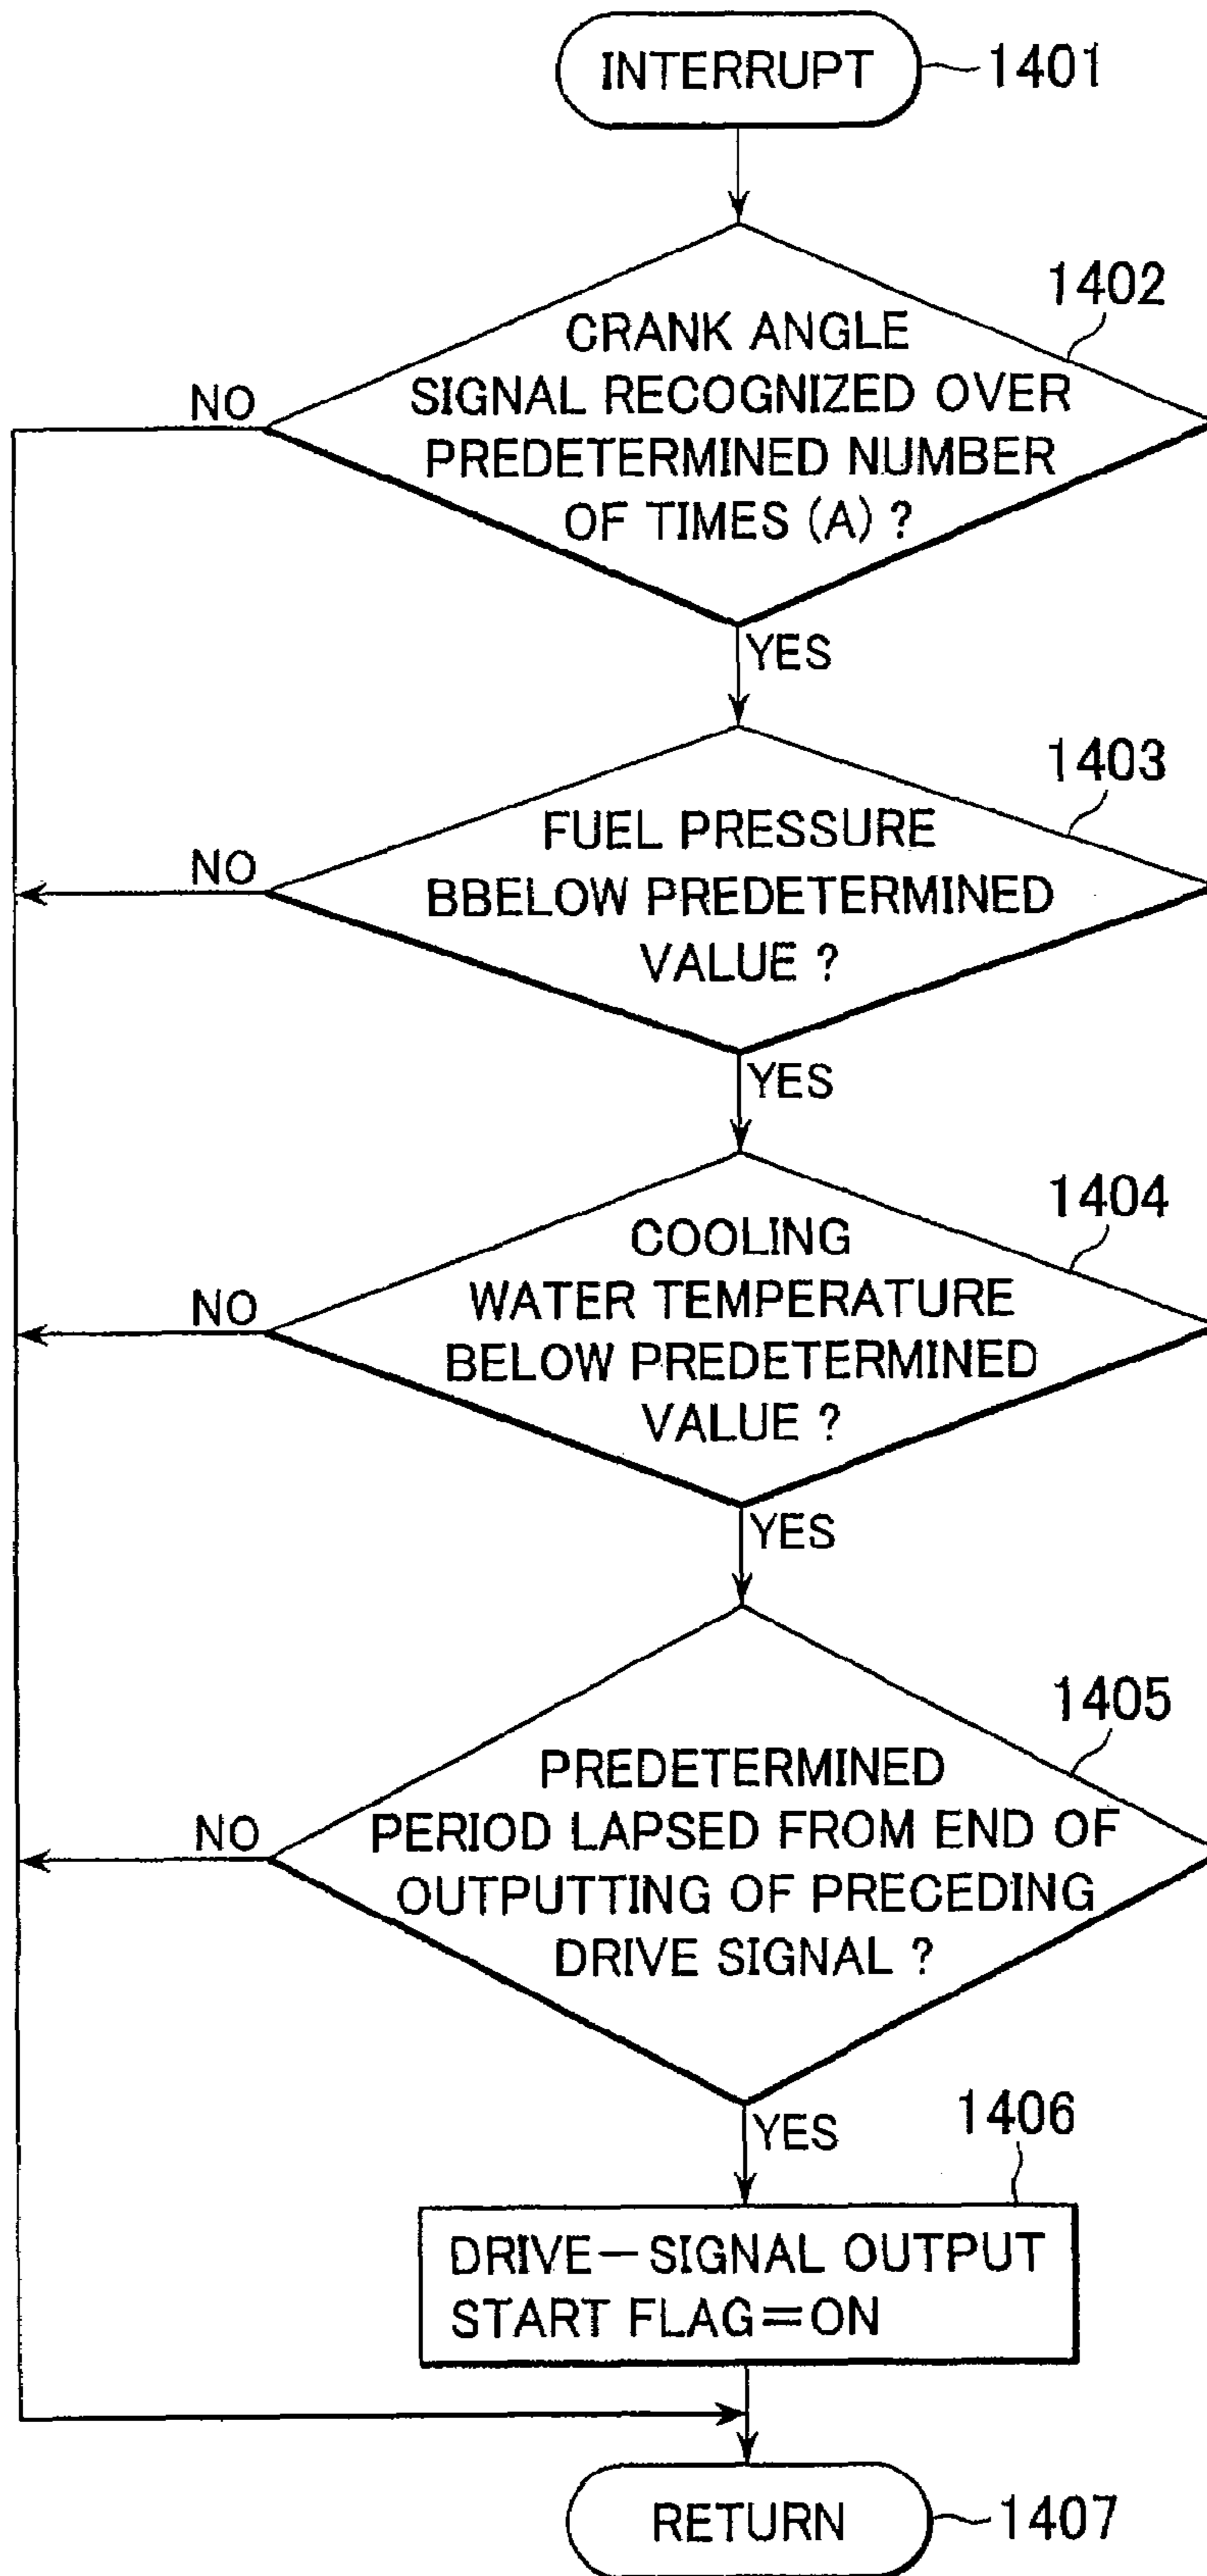 INTERRUPT
1401
1402
CRANK ANGLE
SIGNAL RECOGNIZED OVER
PREDETERMINED NUMBER
OF TIMES (A) ?
NO
YES
1403
FUEL PRESSURE
BBELOW PREDETERMINED
VALUE ?
NO
YES
1404
COOLING
WATER TEMPERATURE
BELOW PREDETERMINED
VALUE ?
NO
YES
1405
PREDETERMINED
PERIOD LAPSED FROM END OF
OUTPUTTING OF PRECEDING
DRIVE SIGNAL ?
NO
YES
1406
DRIVE-SIGNAL OUTPUT
START FLAG=ON
RETURN
1407